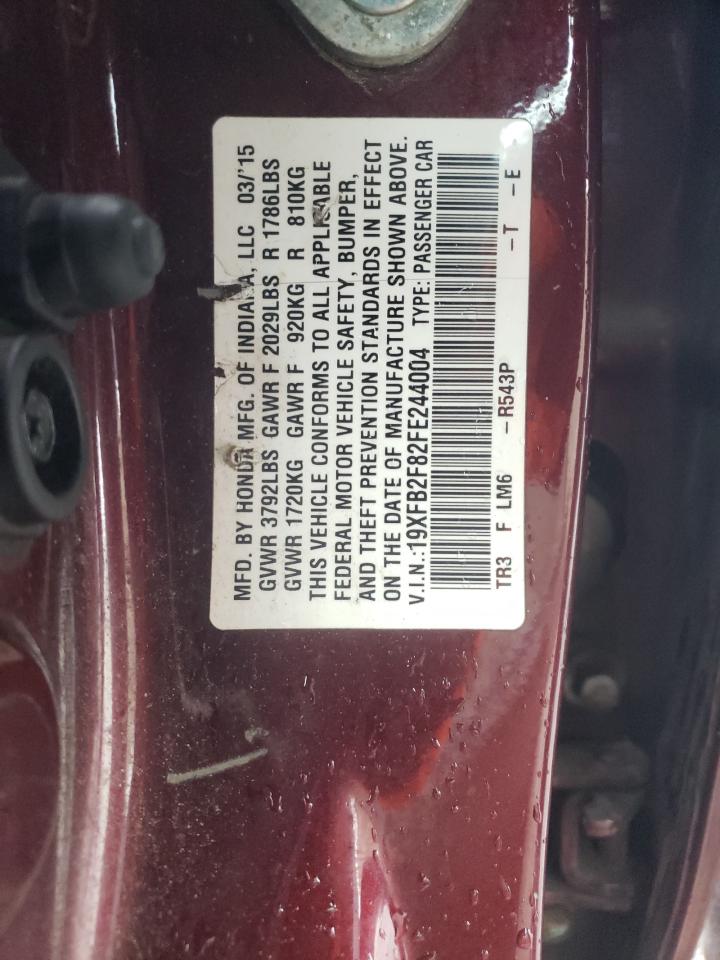 MFD. BY HONDA MFG. OF INDIANA, LLC 03/'15
GVWR 3792LBS GAWR F 2029LBS R 1786LBS
GVWR 1720KG GAWR F 920KG R 810KG
THIS VEHICLE CONFORMS TO ALL APPLICABLE
FEDERAL MOTOR VEHICLE SAFETY, BUMPER,
AND THEFT PREVENTION STANDARDS IN EFFECT
ON THE DATE OF MANUFACTURE SHOWN ABOVE.
V.I.N.:19XFB2F82FE244004 TYPE: PASSENGER CAR
TR3 F LM6 -R543P -T -E